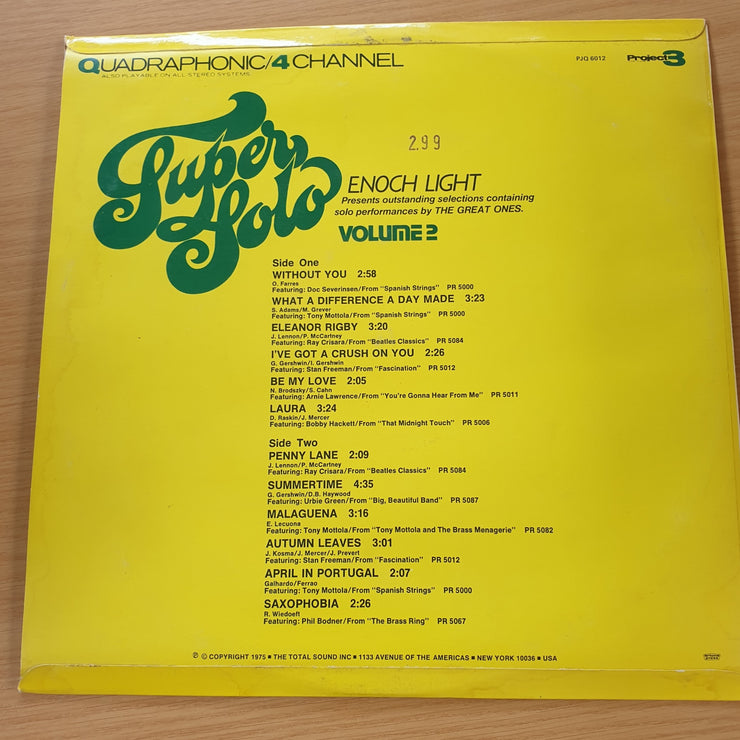 QUADRAPHONIC/4 CHANNEL
ALSO PLAYABLE ON ALL STEREO SYSTEMS
PJQ 6012
Project 3
2.99
Super Solo
ENOCH LIGHT
Presents outstanding selections containing
solo performances by THE GREAT ONES.
VOLUME 2
Side One
WITHOUT YOU 2:58
O. Farres
Featuring: Doc Severinsen/From "Spanish Strings" PR 5000
WHAT A DIFFERENCE A DAY MADE 3:23
S. Adams/M. Grever
Featuring: Tony Mottola/From "Spanish Strings" PR 5000
ELEANOR RIGBY 3:20
J. Lennon/P. McCartney
Featuring: Ray Crisara/From "Beatles Classics" PR 5084
I'VE GOT A CRUSH ON YOU 2:26
G. Gershwin/I. Gershwin
Featuring: Stan Freeman/From "Fascination" PR 5012
BE MY LOVE 2:05
N. Brodszky/S. Cahn
Featuring: Arnie Lawrence/From "You're Gonna Hear From Me" PR 5011
LAURA 3:24
D. Raskin/J. Mercer
Featuring: Bobby Hackett/From "That Midnight Touch" PR 5006
Side Two
PENNY LANE 2:09
J. Lennon/P. McCartney
Featuring: Ray Crisara/From "Beatles Classics" PR 5084
SUMMERTIME 4:35
G. Gershwin/D.B. Haywood
Featuring: Urbie Green/From "Big, Beautiful Band" PR 5087
MALAGUENA 3:16
E. Lecuona
Featuring: Tony Mottola/From "Tony Mottola and The Brass Menagerie" PR 5082
AUTUMN LEAVES 3:01
J. Kosma/J. Mercer/J. Prevert
Featuring: Stan Freeman/From "Fascination" PR 5012
APRIL IN PORTUGAL 2:07
Galhardo/Ferrao
Featuring: Tony Mottola/From "Spanish Strings" PR 5000
SAXOPHOBIA 2:26
R. Wiedoeft
Featuring: Phil Bodner/From "The Brass Ring" PR 5067
℗ © COPYRIGHT 1975 ■ THE TOTAL SOUND INC ■ 1133 AVENUE OF THE AMERICAS ■ NEW YORK 10036 ■ USA